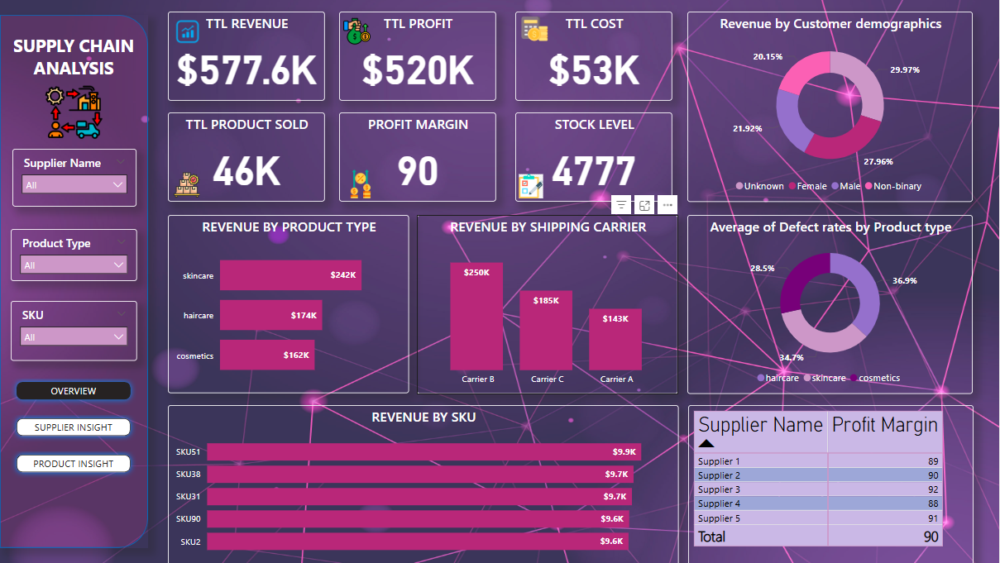 SUPPLY CHAIN
ANALYSIS
Supplier Name
All
Product Type
All
SKU
All
OVERVIEW
SUPPLIER INSIGHT
PRODUCT INSIGHT
TTL REVENUE
$577.6K
TTL PROFIT
$520K
TTL COST
$53K
TTL PRODUCT SOLD
46K
PROFIT MARGIN
90
STOCK LEVEL
4777
Revenue by Customer demographics
20.15%
29.97%
21.92%
27.96%
Unknown Female Male Non-binary
REVENUE BY PRODUCT TYPE
skincare $242K
haircare $174K
cosmetics $162K
REVENUE BY SHIPPING CARRIER
$250K
$185K
$143K
Carrier B Carrier C Carrier A
Average of Defect rates by Product type
28.5%
36.9%
34.7%
haircare skincare cosmetics
REVENUE BY SKU
SKU51 $9.9K
SKU38 $9.7K
SKU31 $9.7K
SKU90 $9.6K
SKU2 $9.6K
Supplier Name Profit Margin
Supplier 1 89
Supplier 2 90
Supplier 3 92
Supplier 4 88
Supplier 5 91
Total 90